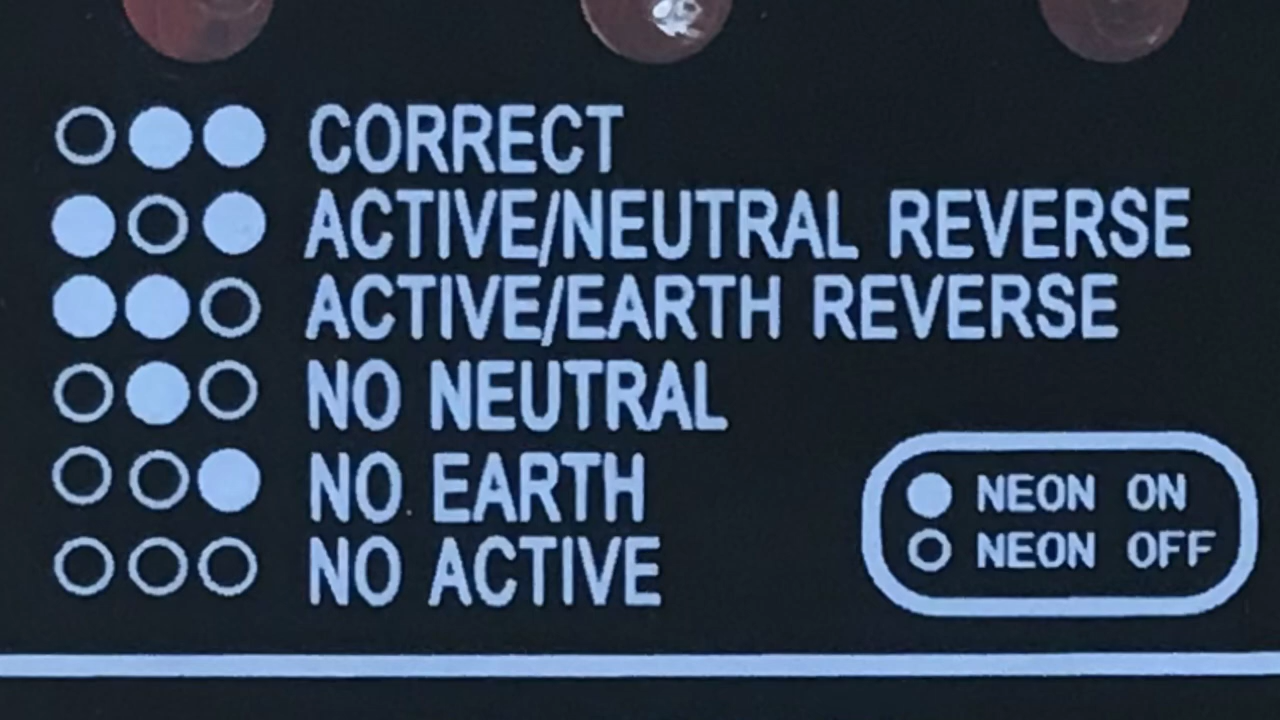 CORRECT
ACTIVE/NEUTRAL REVERSE
ACTIVE/EARTH REVERSE
NO NEUTRAL
NO EARTH
NO ACTIVE
NEON ON
NEON OFF